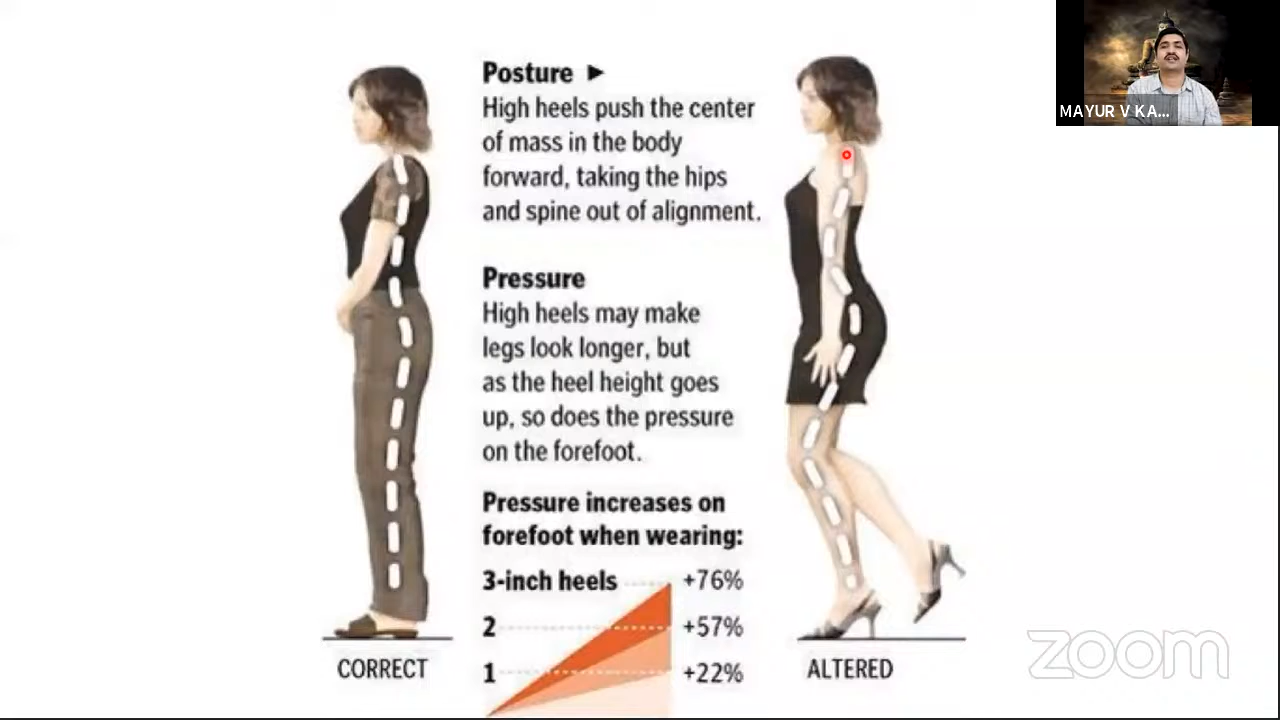 MAYUR V KA...
Posture ►
High heels push the center
of mass in the body
forward, taking the hips
and spine out of alignment.
Pressure
High heels may make
legs look longer, but
as the heel height goes
up, so does the pressure
on the forefoot.
Pressure increases on
forefoot when wearing:
3-inch heels +76%
2 +57%
1 +22%
CORRECT
ALTERED
zoom